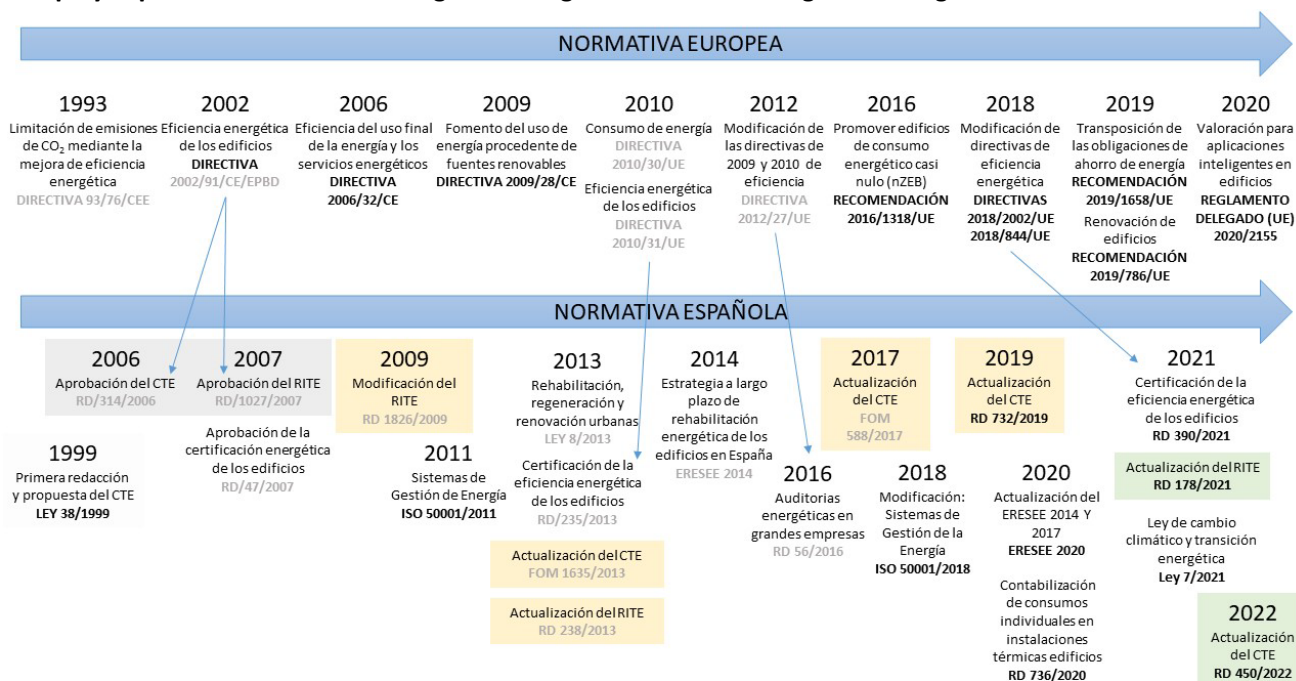 NORMATIVA EUROPEA
1993
Limitación de emisiones
de CO₂ mediante la
mejora de eficiencia
energética
DIRECTIVA 93/76/CEE
2002
Eficiencia energética
de los edificios
DIRECTIVA
2002/91/CE/EPBD
2006
Eficiencia del uso final
de la energía y los
servicios energéticos
DIRECTIVA
2006/32/CE
2009
Fomento del uso de
energía procedente de
fuentes renovables
DIRECTIVA 2009/28/CE
2010
Consumo de energía
DIRECTIVA
2010/30/UE
Eficiencia energética
de los edificios
DIRECTIVA
2010/31/UE
2012
Modificación de
las directivas de
2009 y 2010 de
eficiencia
DIRECTIVA
2012/27/UE
2016
Promover edificios
de consumo
energético casi
nulo (nZEB)
RECOMENDACIÓN
2016/1318/UE
2018
Modificación de
directivas de
eficiencia
energética
DIRECTIVAS
2018/2002/UE
2018/844/UE
2019
Transposición de
las obligaciones de
ahorro de energía
RECOMENDACIÓN
2019/1658/UE
Renovación de
edificios
RECOMENDACIÓN
2019/786/UE
2020
Valoración para
aplicaciones
inteligentes en
edificios
REGLAMENTO
DELEGADO (UE)
2020/2155
NORMATIVA ESPAÑOLA
2006
Aprobación del CTE
RD/314/2006
1999
Primera redacción
y propuesta del CTE
LEY 38/1999
2007
Aprobación del RITE
RD/1027/2007
Aprobación de la
certificación energética
de los edificios
RD/47/2007
2009
Modificación del
RITE
RD 1826/2009
2011
Sistemas de
Gestión de Energía
ISO 50001/2011
2013
Rehabilitación,
regeneración y
renovación urbanas
LEY 8/2013
Certificación de la
eficiencia energética
de los edificios
RD/235/2013
Actualización del CTE
FOM 1635/2013
Actualización del RITE
RD 238/2013
2014
Estrategia a largo
plazo de
rehabilitación
energética de los
edificios en España
ERESEE 2014
2016
Auditorias
energéticas en
grandes empresas
RD 56/2016
2017
Actualización
del CTE
FOM
588/2017
2018
Modificación:
Sistemas de
Gestión de la
Energía
ISO 50001/2018
2019
Actualización
del CTE
RD 732/2019
2020
Actualización del
ERESEE 2014 Y
2017
ERESEE 2020
Contabilización
de consumos
individuales en
instalaciones
térmicas edificios
RD 736/2020
2021
Certificación de la
eficiencia energética
de los edificios
RD 390/2021
Actualización del RITE
RD 178/2021
Ley de cambio
climático y transición
energética
Ley 7/2021
2022
Actualización
del CTE
RD 450/2022